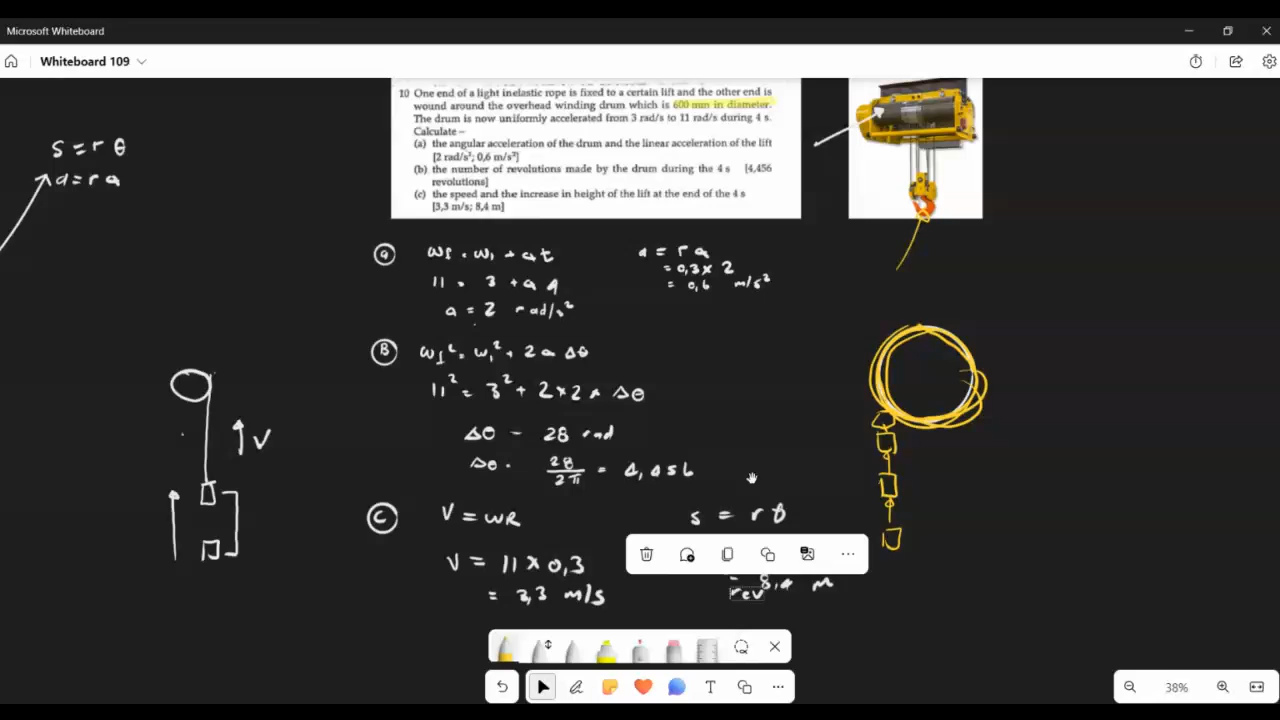 Microsoft Whiteboard
Whiteboard 109
10 One end of a light inelastic rope is fixed to a certain lift and the other end is
wound around the overhead winding drum which is 600 mm in diameter.
The drum is now uniformly accelerated from 3 rad/s to 11 rad/s during 4 s.
Calculate –
(a) the angular acceleration of the drum and the linear acceleration of the lift
[2 rad/s²; 0,6 m/s²]
(b) the number of revolutions made by the drum during the 4 s [4,456
revolutions]
(c) the speed and the increase in height of the lift at the end of the 4 s
[3,3 m/s; 8,4 m]
s = r θ
a = r a
a
ωf = ω1 + at
11 = 3 + a 4
a = 2 rad/s²
a = r a
= 0,3 × 2
= 0,6 m/s²
B
ωf² = ω1² + 2 a Δθ
11² = 3² + 2 × 2 × Δθ
Δθ = 28 rad
Δθ = 28/2π = 4,456
V
C
V = ωR
V = 11 × 0,3
= 3,3 m/s
s = r θ
= 8,4 m
rev
T
38%